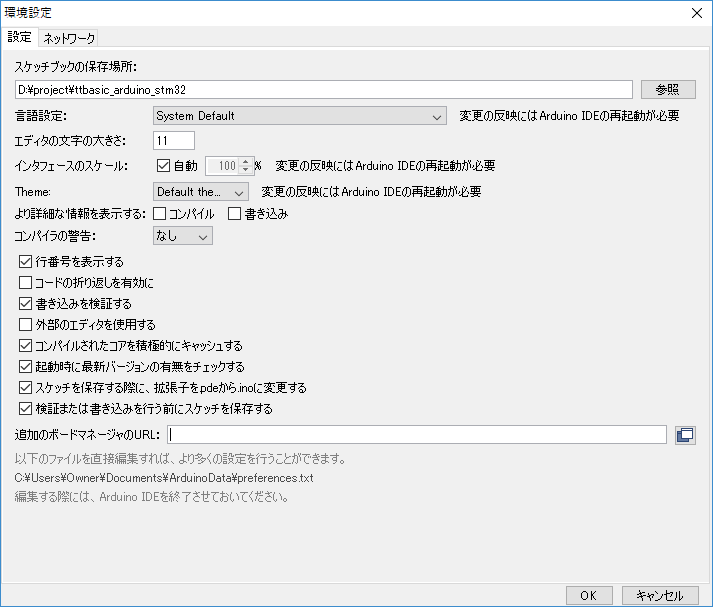 環境設定
設定 ネットワーク
スケッチブックの保存場所:
D:¥project¥ttbasic_arduino_stm32 参照
言語設定: System Default 変更の反映にはArduino IDEの再起動が必要
エディタの文字の大きさ: 11
インタフェースのスケール: 自動 100 % 変更の反映にはArduino IDEの再起動が必要
Theme: Default the... 変更の反映にはArduino IDEの再起動が必要
より詳細な情報を表示する: コンパイル 書き込み
コンパイラの警告: なし
行番号を表示する
コードの折り返しを有効に
書き込みを検証する
外部のエディタを使用する
コンパイルされたコアを積極的にキャッシュする
起動時に最新バージョンの有無をチェックする
スケッチを保存する際に、拡張子を.pdeから.inoに変更する
検証または書き込みを行う前にスケッチを保存する
追加のボードマネージャのURL:
以下のファイルを直接編集すれば、より多くの設定を行うことができます。
C:¥Users¥Owner¥Documents¥ArduinoData¥preferences.txt
編集する際には、Arduino IDEを終了させておいてください。
OK キャンセル